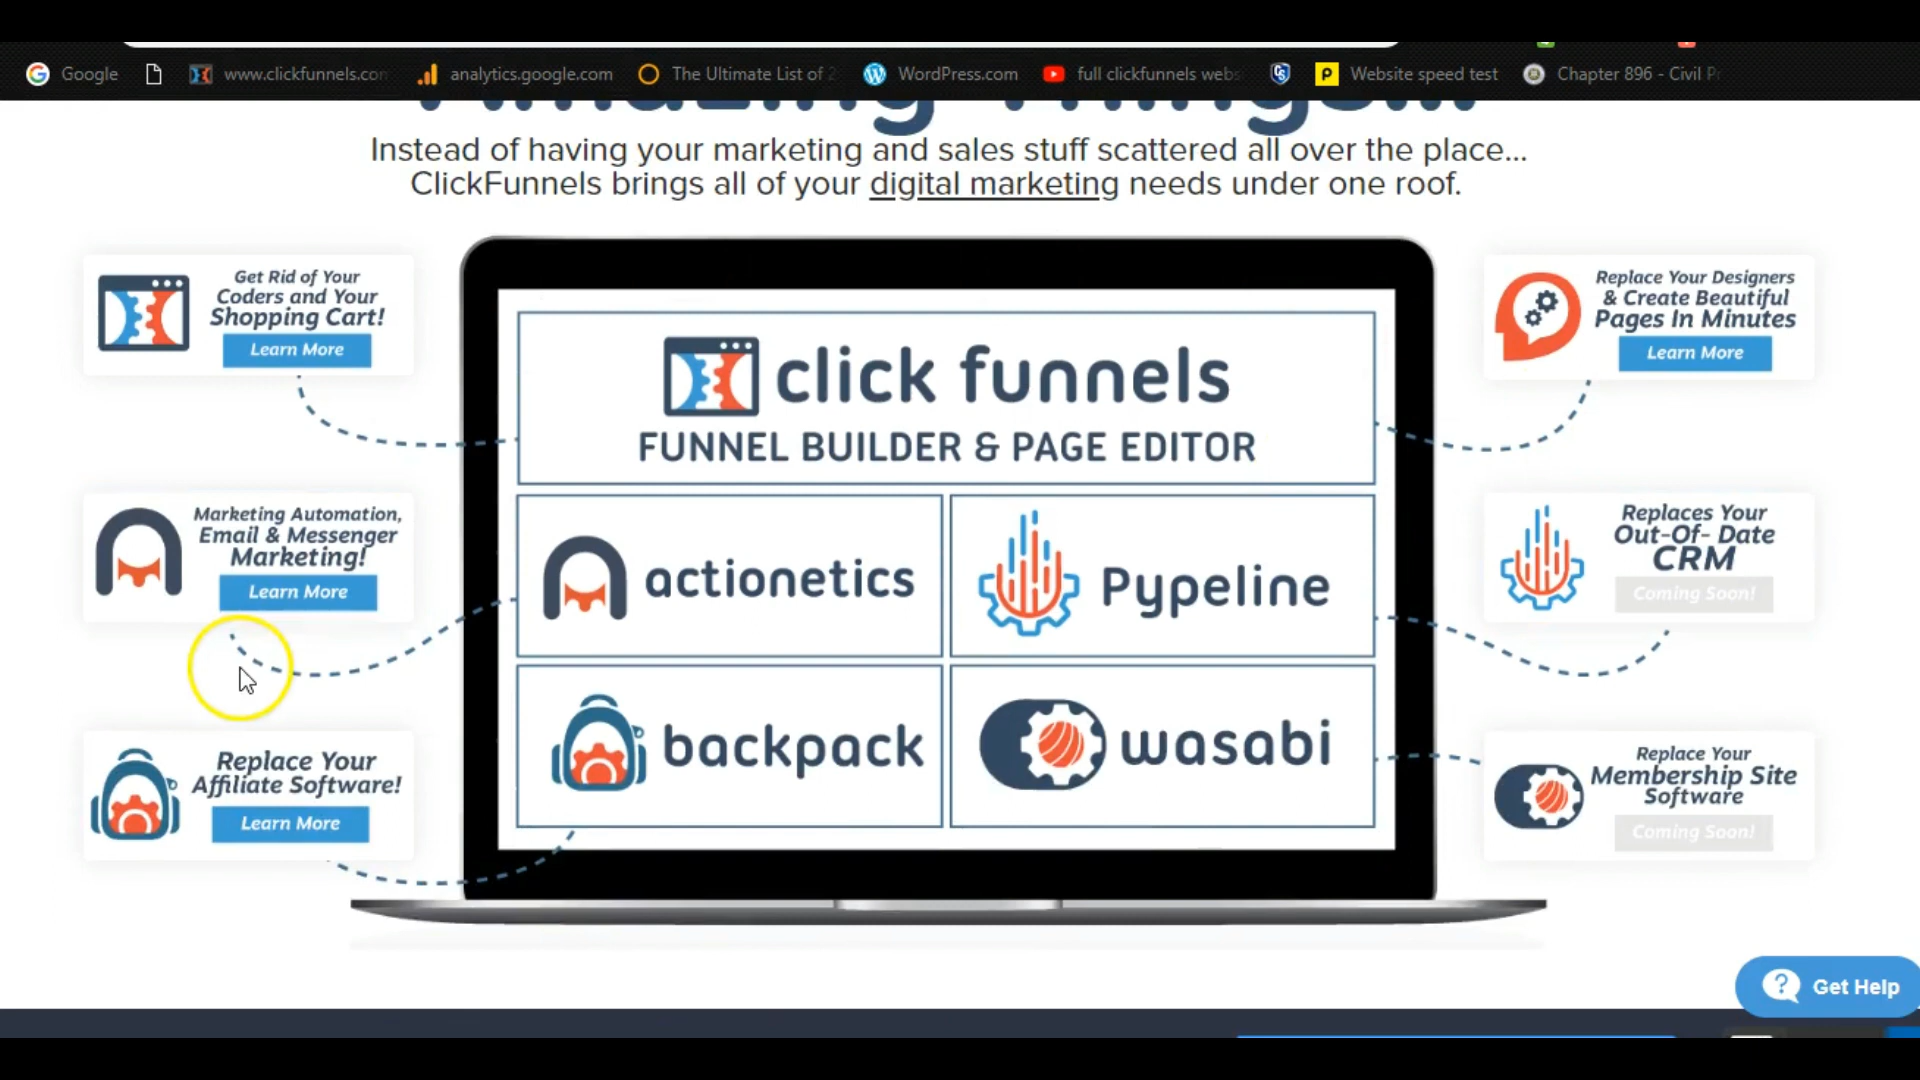 Google
www.clickfunnels.con
analytics.google.com
The Ultimate List of 2
WordPress.com
full clickfunnels webs
Website speed test
Chapter 896 - Civil Pr
Amazing Things...
Instead of having your marketing and sales stuff scattered all over the place...
ClickFunnels brings all of your digital marketing needs under one roof.
Get Rid of Your
Coders and Your
Shopping Cart!
Learn More
Marketing Automation,
Email & Messenger
Marketing!
Learn More
Replace Your
Affiliate Software!
Learn More
click funnels
FUNNEL BUILDER & PAGE EDITOR
actionetics
Pypeline
backpack
wasabi
Replace Your Designers
& Create Beautiful
Pages In Minutes
Learn More
Replaces Your
Out-Of- Date
CRM
Coming Soon!
Replace Your
Membership Site
Software
Coming Soon!
Get Help